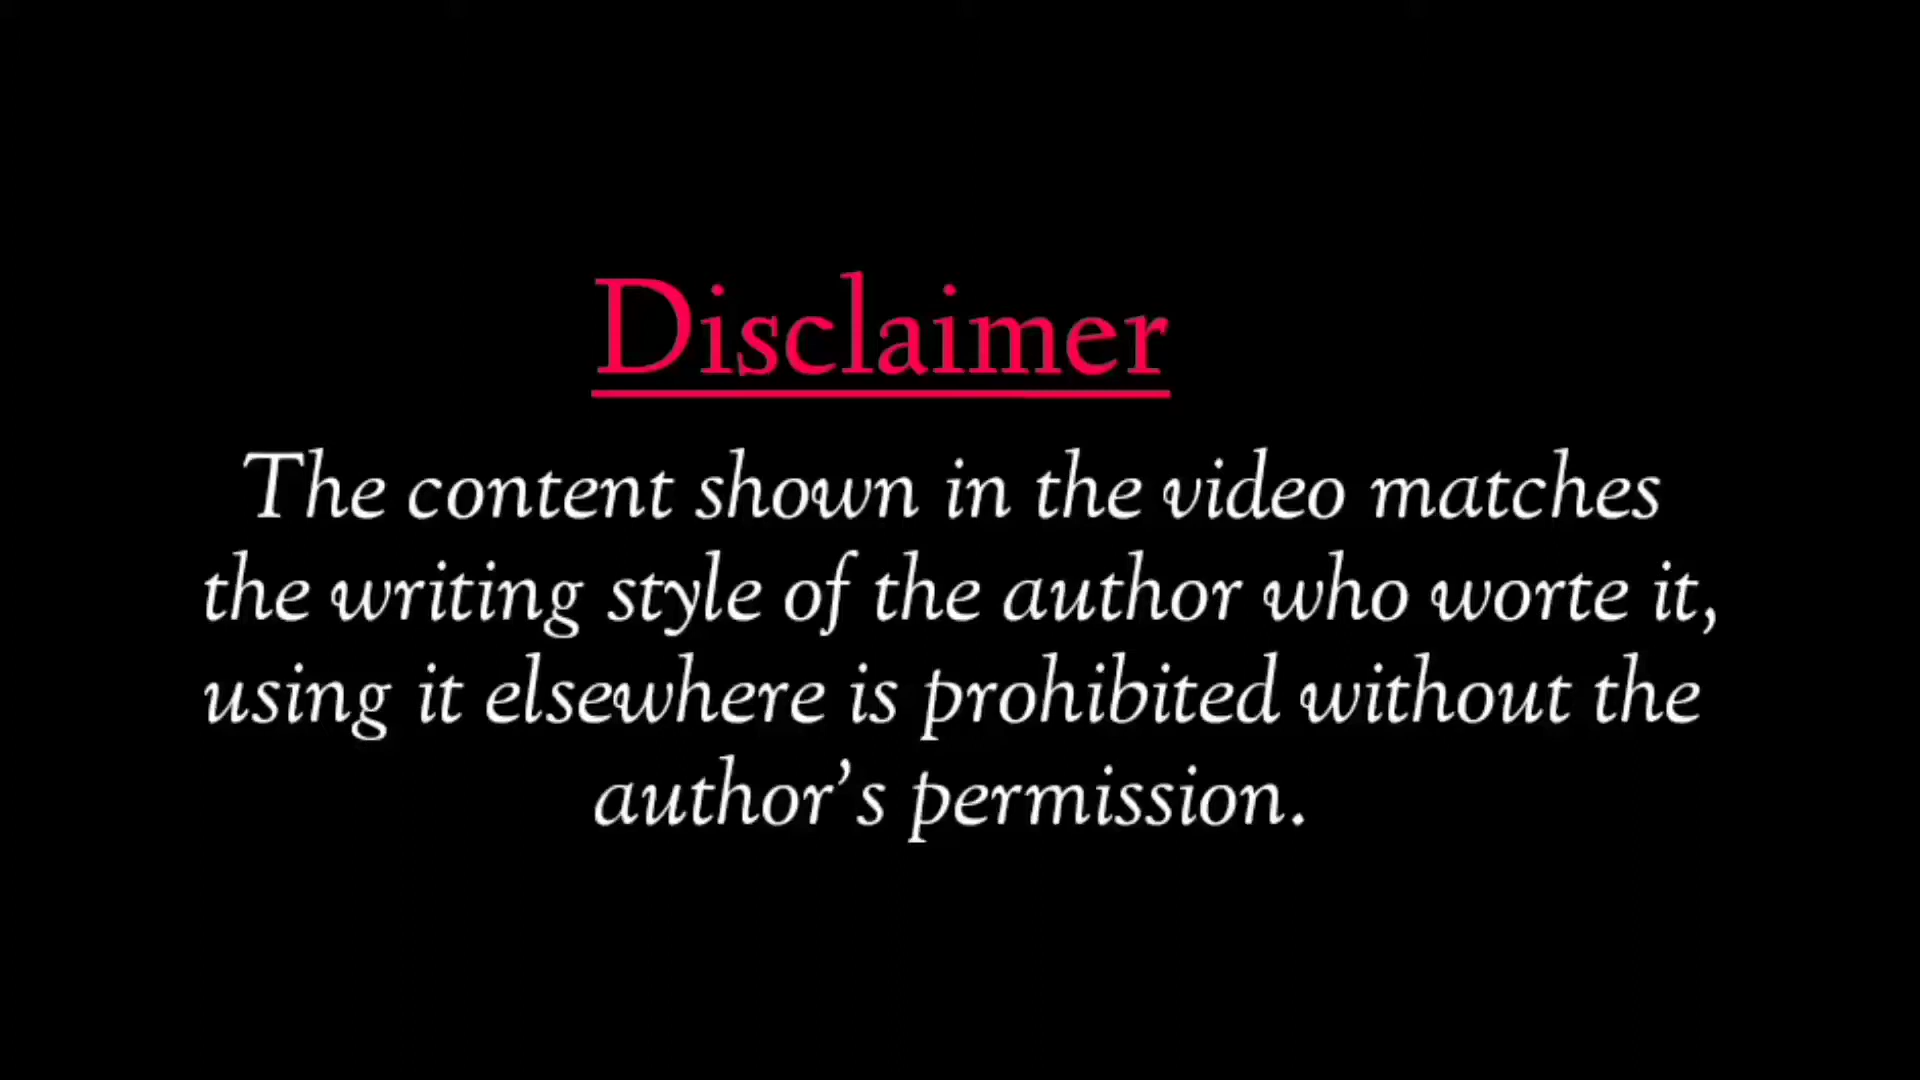 Disclaimer
The content shown in the video matches
the writing style of the author who worte it,
using it elsewhere is prohibited without the
author's permission.